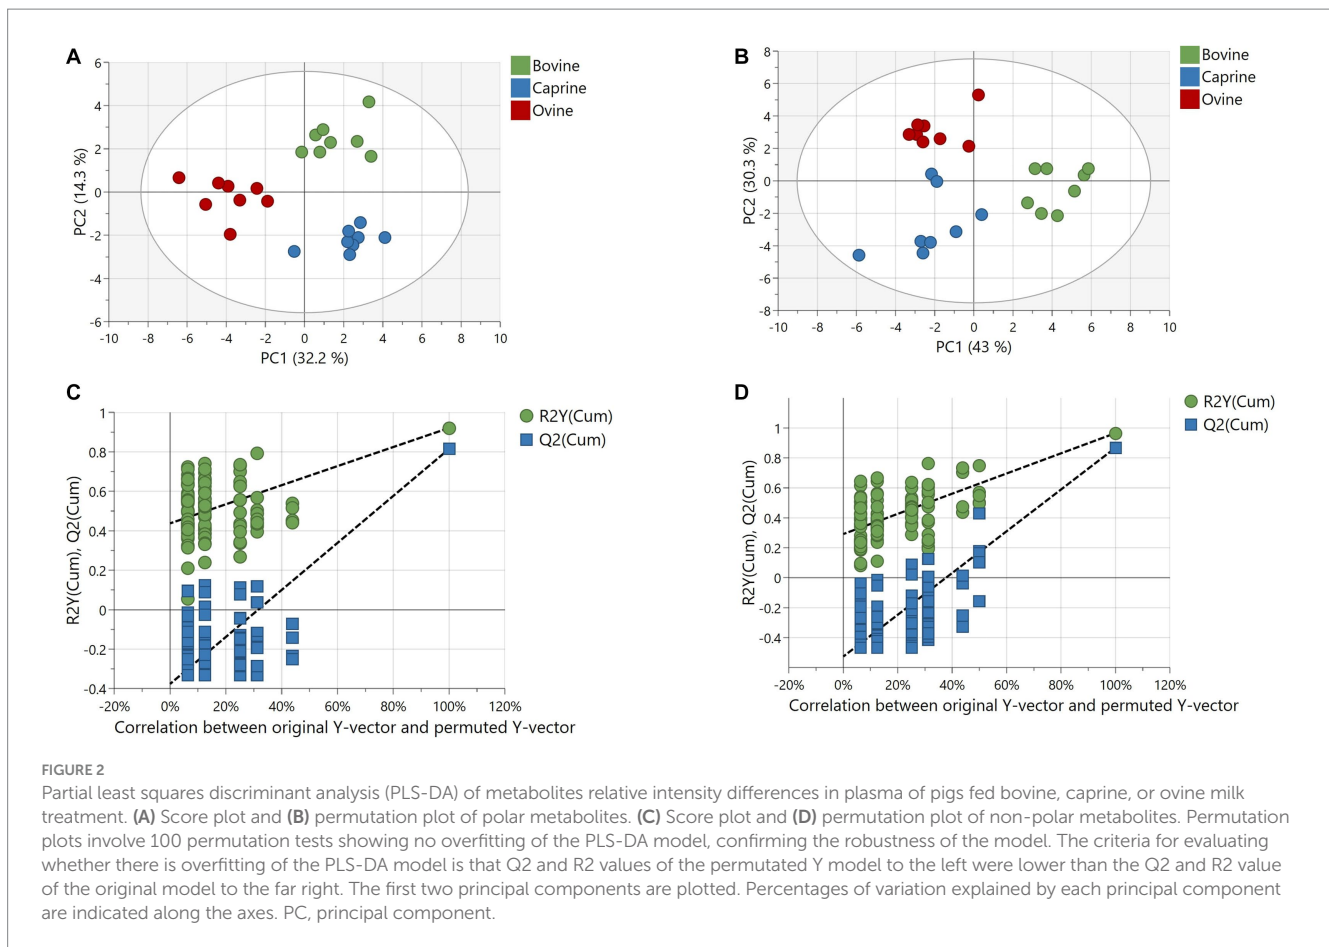 A
Bovine
Caprine
Ovine
6
4
2
0
-2
-4
-6
PC2 (14.3 %)
-10 -8 -6 -4 -2 0 2 4 6 8 10
PC1 (32.2 %)
B
Bovine
Caprine
Ovine
8
6
4
2
0
-2
-4
-6
-8
PC2 (30.3 %)
-10 -8 -6 -4 -2 0 2 4 6 8 10
PC1 (43 %)
C
R2Y(Cum)
Q2(Cum)
1
0.8
0.6
0.4
0.2
0
-0.2
-0.4
R2Y(Cum), Q2(Cum)
-20% 0% 20% 40% 60% 80% 100% 120%
Correlation between original Y-vector and permuted Y-vector
D
R2Y(Cum)
Q2(Cum)
1
0.8
0.6
0.4
0.2
0
-0.2
-0.4
R2Y(Cum), Q2(Cum)
-20% 0% 20% 40% 60% 80% 100% 120%
Correlation between original Y-vector and permuted Y-vector
FIGURE 2
Partial least squares discriminant analysis (PLS-DA) of metabolites relative intensity differences in plasma of pigs fed bovine, caprine, or ovine milk
treatment. (A) Score plot and (B) permutation plot of polar metabolites. (C) Score plot and (D) permutation plot of non-polar metabolites. Permutation
plots involve 100 permutation tests showing no overfitting of the PLS-DA model, confirming the robustness of the model. The criteria for evaluating
whether there is overfitting of the PLS-DA model is that Q2 and R2 values of the permutated Y model to the left were lower than the Q2 and R2 value
of the original model to the far right. The first two principal components are plotted. Percentages of variation explained by each principal component
are indicated along the axes. PC, principal component.